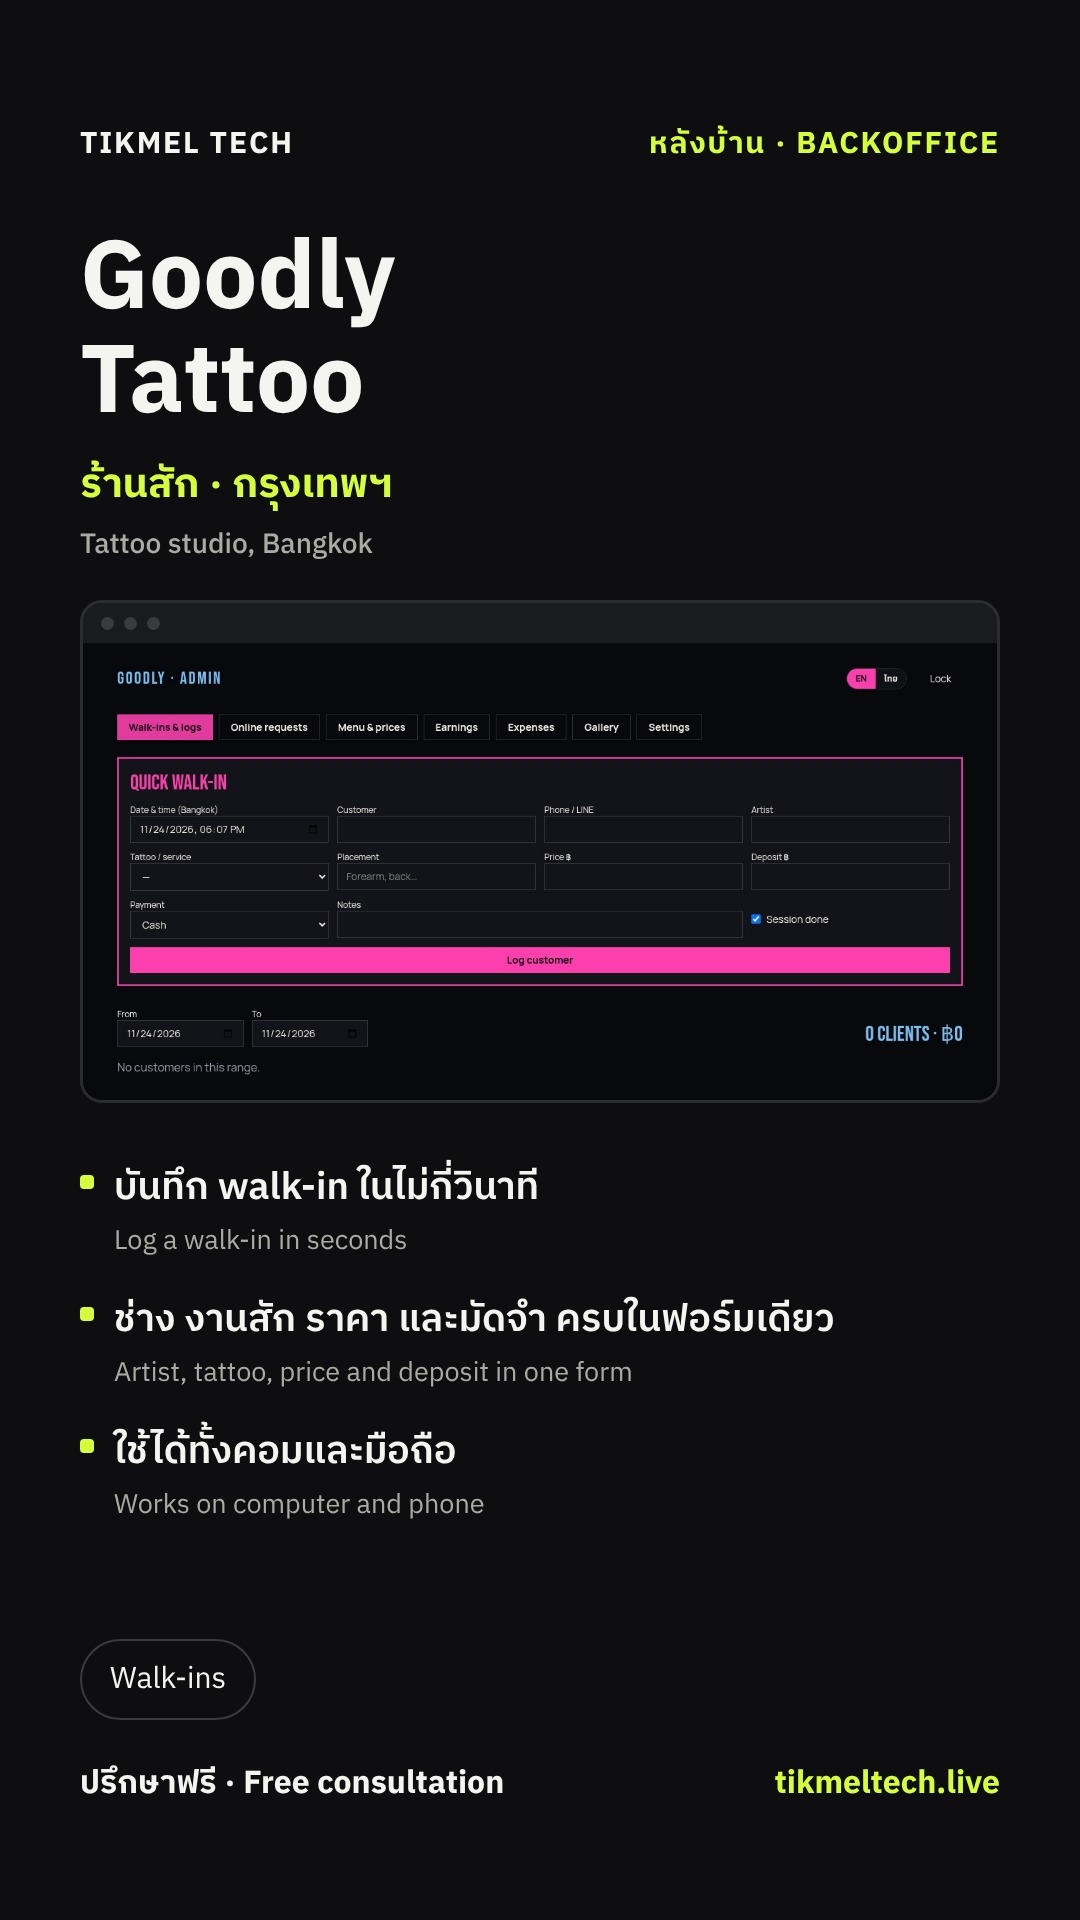 TIKMEL TECH
หลังบ้าน · BACKOFFICE
Goodly
Tattoo
ร้านสัก · กรุงเทพฯ
Tattoo studio, Bangkok
GOODLY · ADMIN
EN ไทย Lock
Walk-ins & logs Online requests Menu & prices Earnings Expenses Gallery Settings
QUICK WALK-IN
Date & time (Bangkok) Customer Phone / LINE Artist
11/24/2026, 06:07 PM
Tattoo / service Placement Price ฿ Deposit ฿
— Forearm, back...
Payment Notes
Cash Session done
Log customer
From To
11/24/2026 11/24/2026 0 CLIENTS · ฿0
No customers in this range.
บันทึก walk-in ในไม่กี่วินาที
Log a walk-in in seconds
ช่าง งานสัก ราคา และมัดจำ ครบในฟอร์มเดียว
Artist, tattoo, price and deposit in one form
ใช้ได้ทั้งคอมและมือถือ
Works on computer and phone
Walk-ins
ปรึกษาฟรี · Free consultation
tikmeltech.live